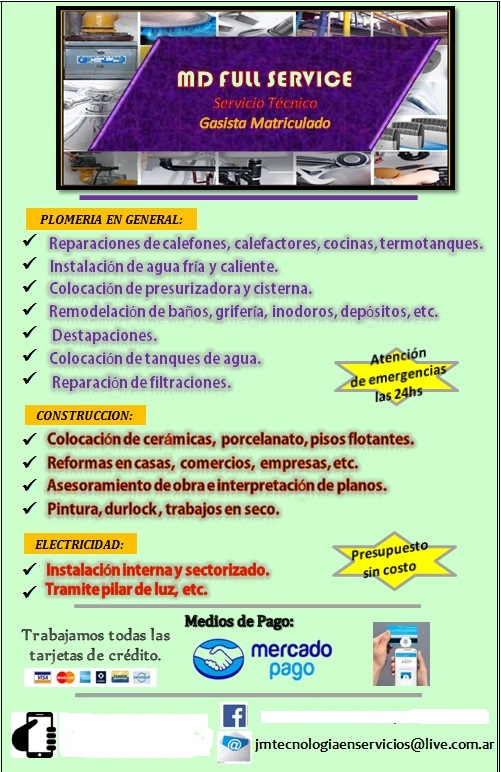 MD FULL SERVICE
Servicio Técnico
Gasista Matriculado
PLOMERIA EN GENERAL:
Reparaciones de calefones, calefactores, cocinas, termotanques.
Instalación de agua fría y caliente.
Colocación de presurizadora y cisterna.
Remodelación de baños, grifería, inodoros, depósitos, etc.
Destapaciones.
Colocación de tanques de agua.
Reparación de filtraciones.
Atención
de emergencias
las 24hs
CONSTRUCCION:
Colocación de cerámicas, porcelanato, pisos flotantes.
Reformas en casas, comercios, empresas, etc.
Asesoramiento de obra e interpretación de planos.
Pintura, durlock, trabajos en seco.
ELECTRICIDAD:
Instalación interna y sectorizado.
Tramite pilar de luz, etc.
Presupuesto
sin costo
Trabajamos todas las
tarjetas de crédito.
VISA
Medios de Pago:
mercado
pago
jmtecnologiaenservicios@live.com.ar